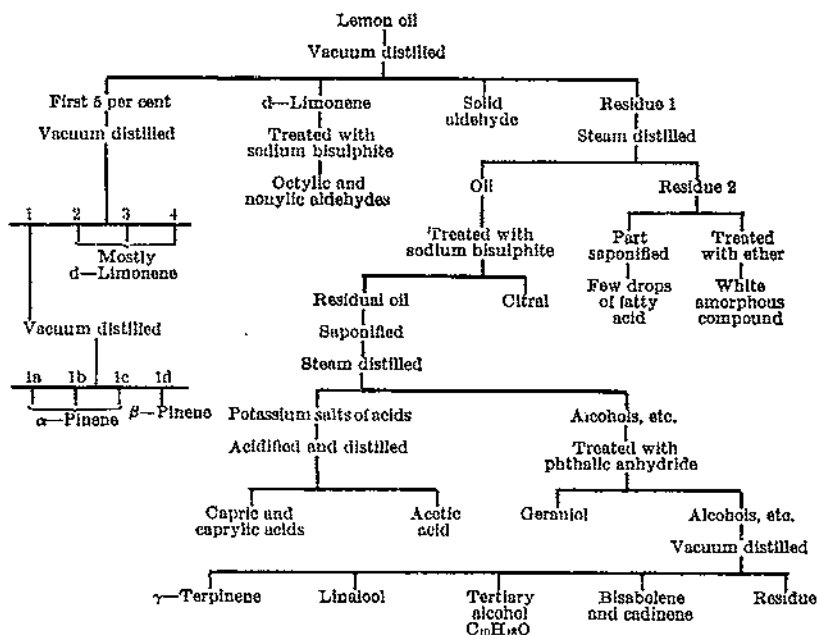 Lemon oil
Vacuum distilled
First 5 per cent
d—Limonene
Solid aldehyde
Residue 1
Vacuum distilled
Treated with sodium bisulphite
Steam distilled
Octylic and nonylic aldehydes
Oil
Residue 2
1 2 3 4
Mostly d—Limonene
Treated with sodium bisulphite
Part saponified
Treated with ether
Residual oil
Citral
Few drops of fatty acid
White amorphous compound
Vacuum distilled
Saponified
Steam distilled
1a 1b 1c 1d
α—Pinene
β—Pinene
Potassium salts of acids
Alcohols, etc.
Acidified and distilled
Treated with phthalic anhydride
Capric and caprylic acids
Acetic acid
Geraniol
Alcohols, etc.
Vacuum distilled
γ—Terpinene
Linalool
Tertiary alcohol C₁₀H₁₈O
Bisabolene and cadinene
Residue